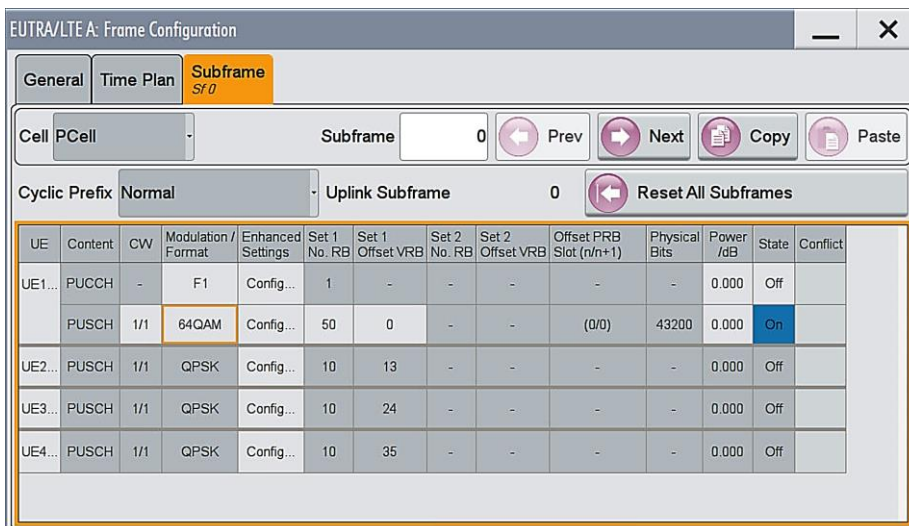 EUTRA/LTE A: Frame Configuration
General
Time Plan
Subframe
Sf 0
Cell PCell
Subframe 0 Prev Next Copy Paste
Cyclic Prefix Normal Uplink Subframe 0 Reset All Subframes
UE Content CW Modulation / Format Enhanced Settings Set 1 No. RB Set 1 Offset VRB Set 2 No. RB Set 2 Offset VRB Offset PRB Slot (n/n+1) Physical Bits Power /dB State Conflict
UE1... PUCCH - F1 Config... 1 - - - - - 0.000 Off
PUSCH 1/1 64QAM Config... 50 0 - - (0/0) 43200 0.000 On
UE2... PUSCH 1/1 QPSK Config... 10 13 - - - - 0.000 Off
UE3... PUSCH 1/1 QPSK Config... 10 24 - - - - 0.000 Off
UE4... PUSCH 1/1 QPSK Config... 10 35 - - - - 0.000 Off